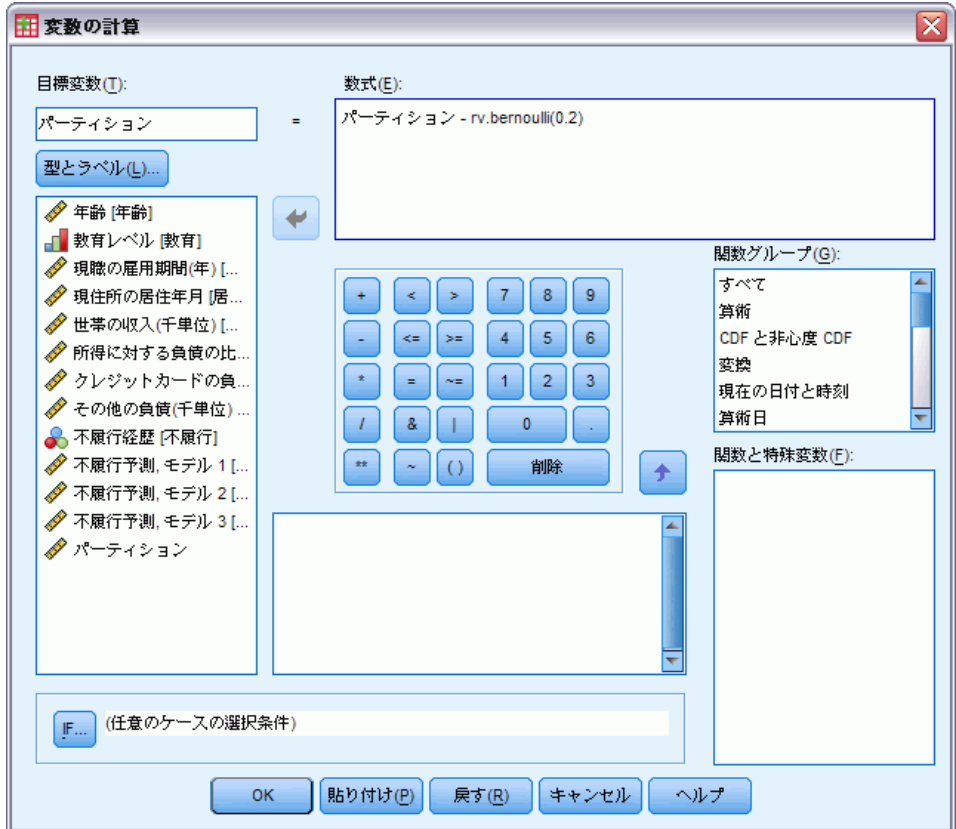 変数の計算
目標変数(T):
パーティション
=
型とラベル(L)...
数式(E):
パーティション - rv.bernoulli(0.2)
年齢 [年齢]
教育レベル [教育]
現職の雇用期間(年) [...
現住所の居住年月 [居...
世帯の収入(千単位) [...
所得に対する負債の比...
クレジットカードの負...
その他の負債(千単位) ...
不履行経歴 [不履行]
不履行予測, モデル 1 [...
不履行予測, モデル 2 [...
不履行予測, モデル 3 [...
パーティション
+ < > 7 8 9
- <= >= 4 5 6
* = ~= 1 2 3
/ & | 0 .
** ~ ( ) 削除
関数グループ(G):
すべて
算術
CDF と非心度 CDF
変換
現在の日付と時刻
算術日
関数と特殊変数(F):
IF... (任意のケースの選択条件)
OK 貼り付け(P) 戻す(R) キャンセル ヘルプ